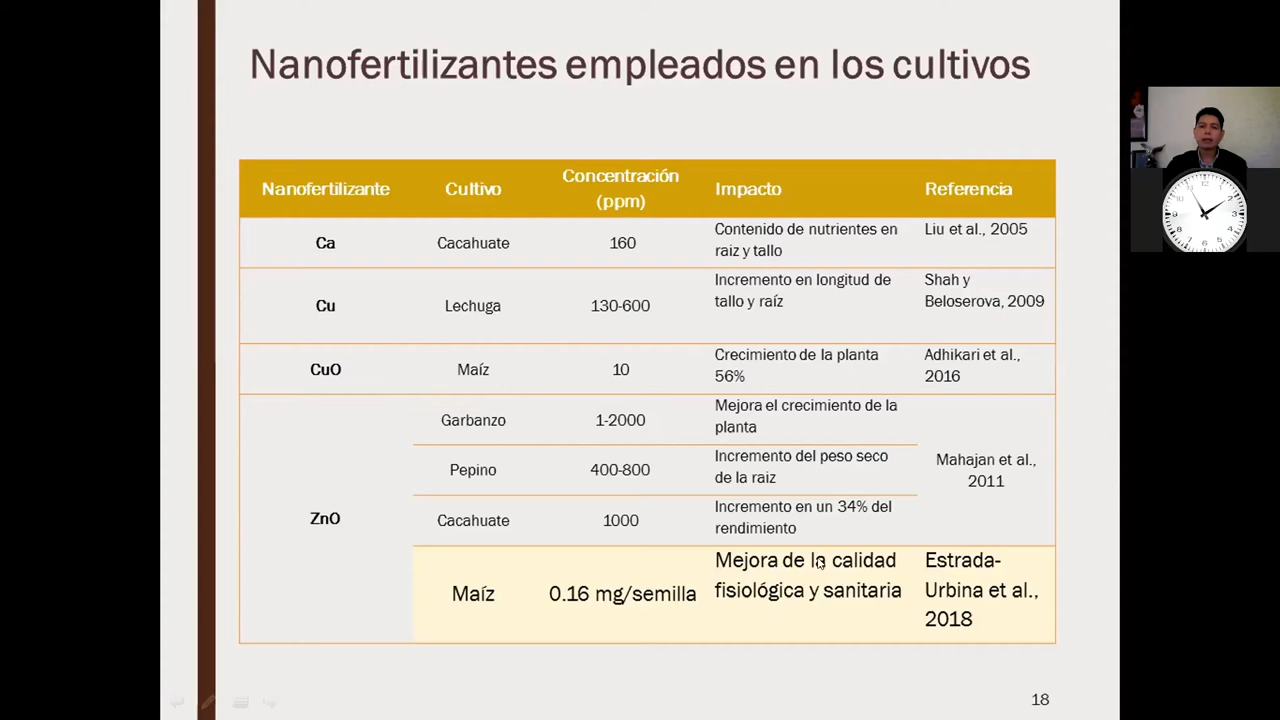 Nanofertilizantes empleados en los cultivos
Nanofertilizante
Cultivo
Concentración
(ppm)
Impacto
Referencia
Ca
Cacahuate
160
Contenido de nutrientes en
raiz y tallo
Liu et al., 2005
Cu
Lechuga
130-600
Incremento en longitud de
tallo y raíz
Shah y
Beloserova, 2009
CuO
Maíz
10
Crecimiento de la planta
56%
Adhikari et al.,
2016
ZnO
Garbanzo
1-2000
Mejora el crecimiento de la
planta
Mahajan et al.,
2011
Pepino
400-800
Incremento del peso seco
de la raiz
Cacahuate
1000
Incremento en un 34% del
rendimiento
Maíz
0.16 mg/semilla
Mejora de la calidad
fisiológica y sanitaria
Estrada-
Urbina et al.,
2018
18